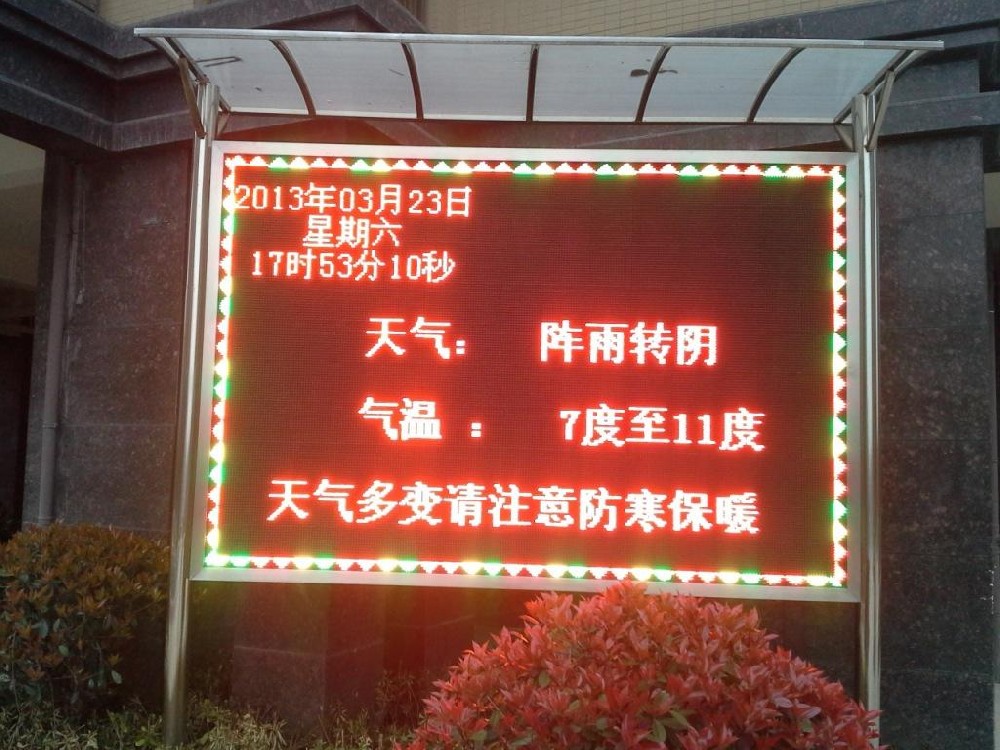 2013年03月23日
星期六
17时53分10秒
天气： 阵雨转阴
气温 ： 7度至11度
天气多变请注意防寒保暖